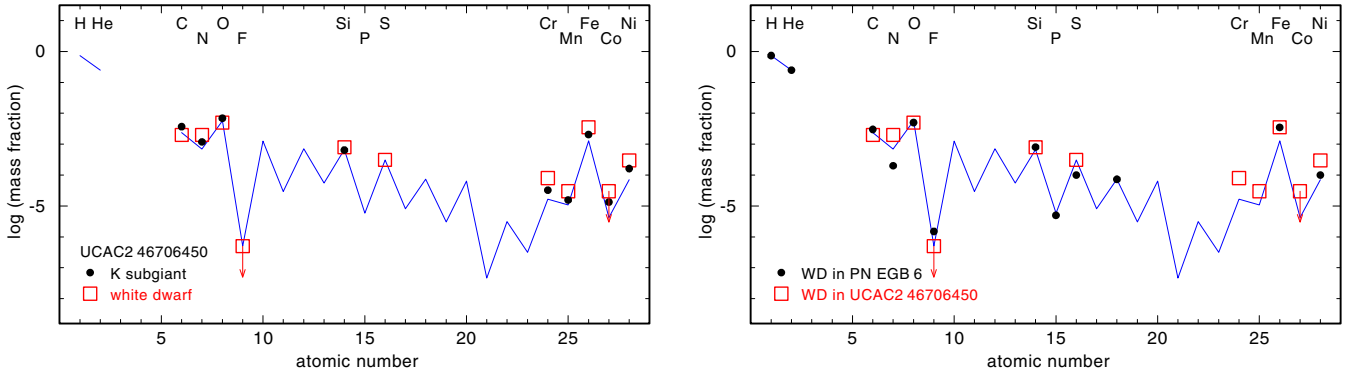 H He C O Si S Cr Fe Ni
N F P Mn Co
0
-5
log (mass fraction)
UCAC2 46706450
K subgiant
white dwarf
5 10 15 20 25
atomic number
H He C O Si S Cr Fe Ni
N F P Mn Co
0
-5
log (mass fraction)
WD in PN EGB 6
WD in UCAC2 46706450
5 10 15 20 25
atomic number